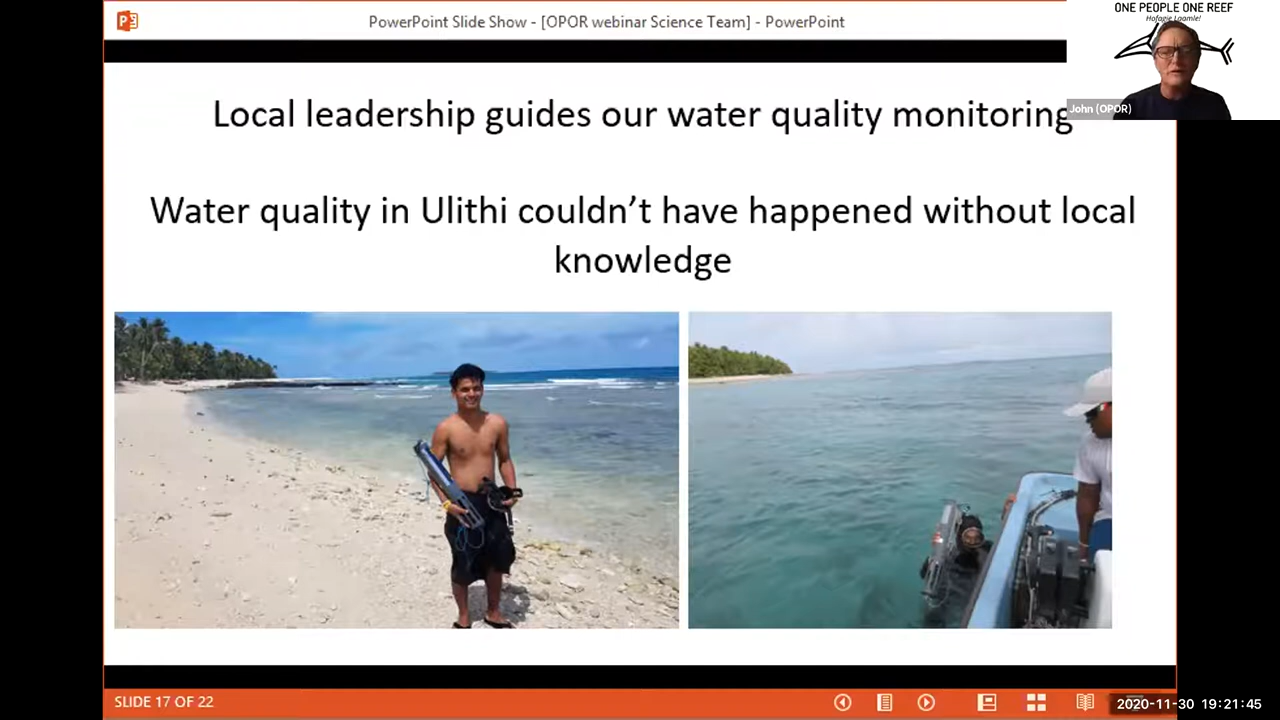 PowerPoint Slide Show - [OPOR webinar Science Team] - PowerPoint
ONE PEOPLE ONE REEF
Hofagie Laamle!
John (OPOR)
Local leadership guides our water quality monitoring
Water quality in Ulithi couldn’t have happened without local
knowledge
SLIDE 17 OF 22
2020-11-30 19:21:45